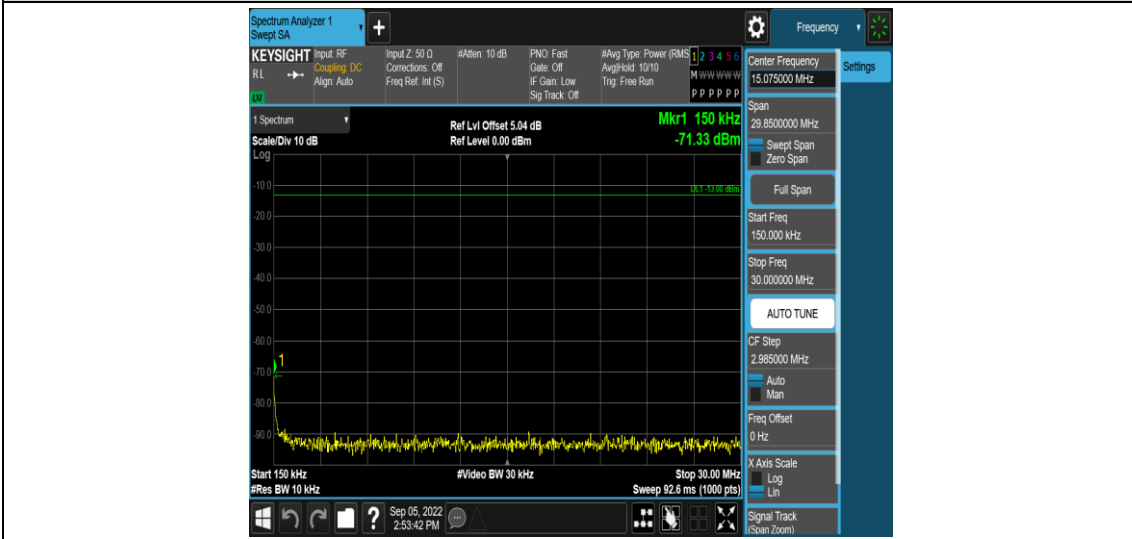 Spectrum Analyzer 1
Swept SA
+
Frequency
KEYSIGHT
RL
LW
Input: RF
Coupling: DC
Align: Auto
Input Z: 50 Ω
Corrections: Off
Freq Ref: Int (S)
#Atten: 10 dB
PNO: Fast
Gate: Off
IF Gain: Low
Sig Track: Off
#Avg Type: Power (RMS
Avg|Hold: 10/10
Trig: Free Run
1 2 3 4 5 6
M W W W W W
P P P P P P
1 Spectrum
Scale/Div 10 dB
Ref Lvl Offset 5.04 dB
Ref Level 0.00 dBm
Mkr1 150 kHz
-71.33 dBm
Log
DL1 -13.00 dBm
-10.0
-20.0
-30.0
-40.0
-50.0
-60.0
-70.0
-80.0
-90.0
1
Start 150 kHz
#Res BW 10 kHz
#Video BW 30 kHz
Stop 30.00 MHz
Sweep 92.6 ms (1000 pts)
Center Frequency
15.075000 MHz
Settings
Span
29.8500000 MHz
Swept Span
Zero Span
Full Span
Start Freq
150.000 kHz
Stop Freq
30.000000 MHz
AUTO TUNE
CF Step
2.985000 MHz
Auto
Man
Freq Offset
0 Hz
X Axis Scale
Log
Lin
Signal Track
(Span Zoom)
?
Sep 05, 2022
2:53:42 PM